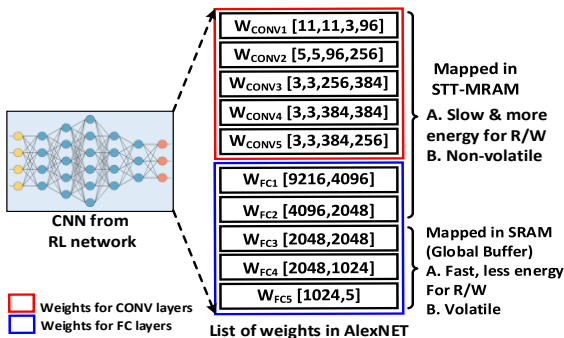 W_CONV1 [11,11,3,96]
W_CONV2 [5,5,96,256]
W_CONV3 [3,3,256,384]
W_CONV4 [3,3,384,384]
W_CONV5 [3,3,384,256]
Mapped in
STT-MRAM
A. Slow & more
energy for R/W
B. Non-volatile
CNN from
RL network
W_FC1 [9216,4096]
W_FC2 [4096,2048]
W_FC3 [2048,2048]
W_FC4 [2048,1024]
W_FC5 [1024,5]
Mapped in SRAM
(Global Buffer)
A. Fast, less energy
For R/W
B. Volatile
Weights for CONV layers
Weights for FC layers
List of weights in AlexNET